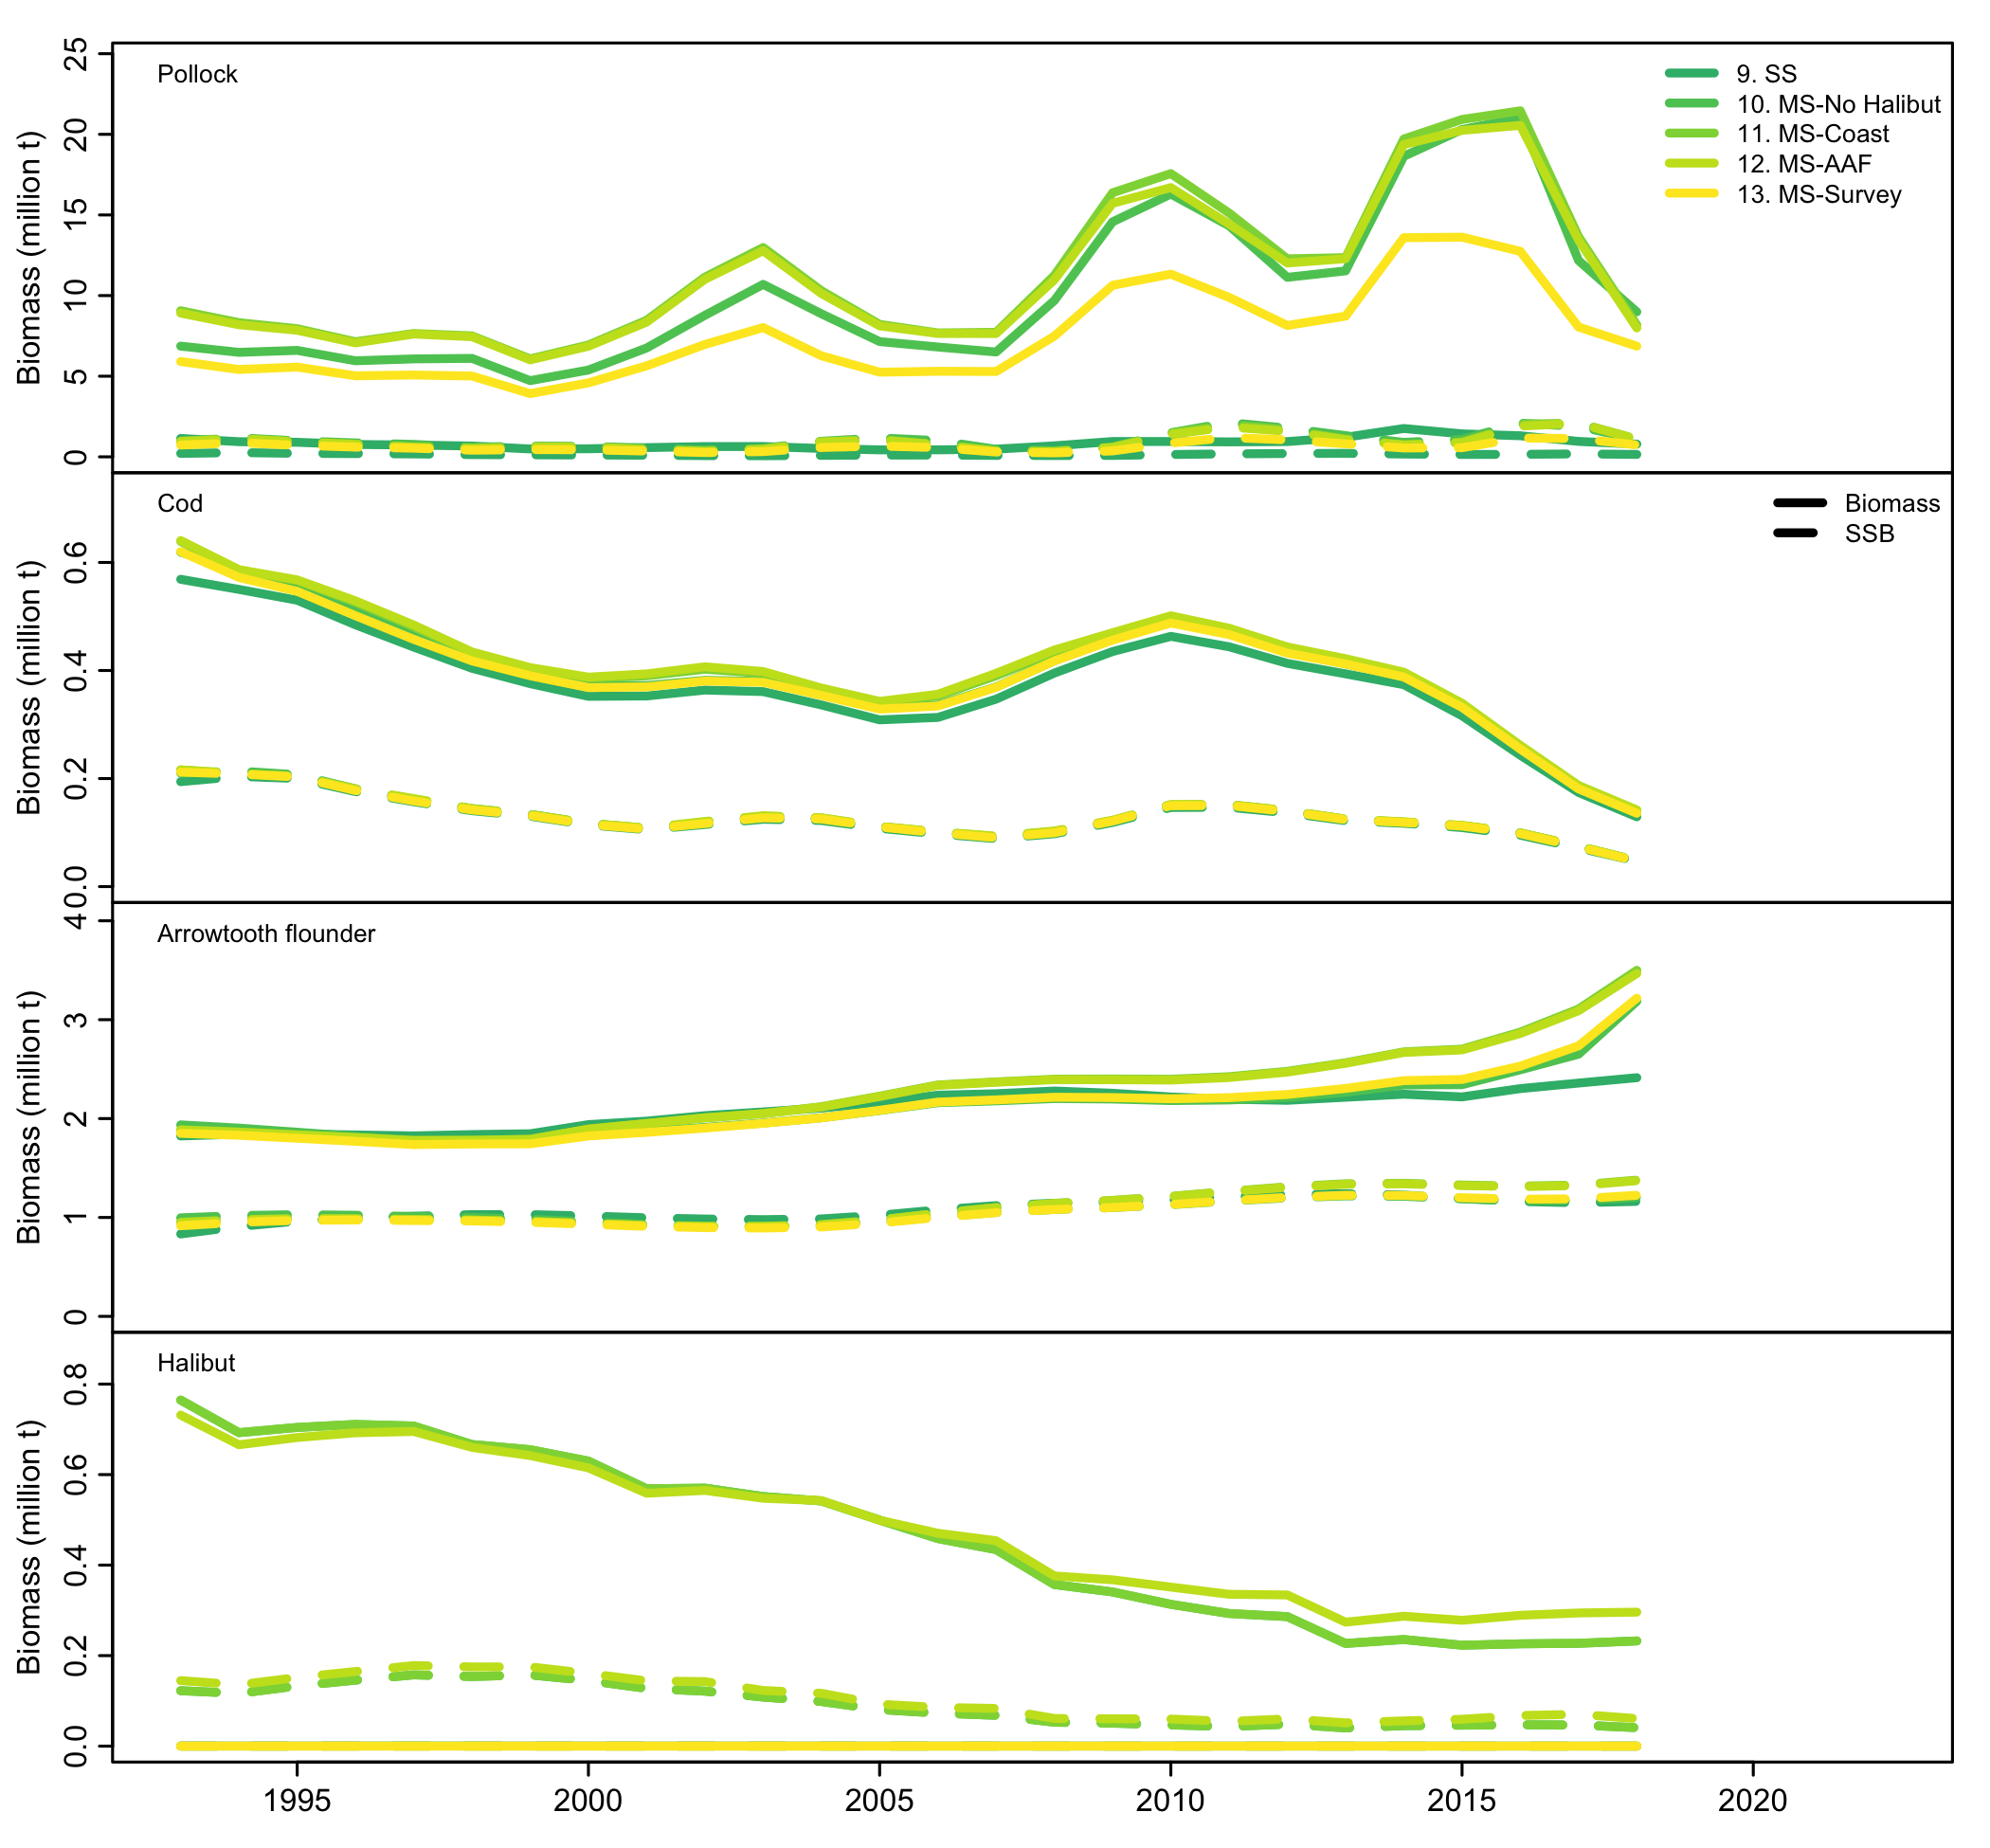 Pollock
9. SS
10. MS-No Halibut
11. MS-Coast
12. MS-AAF
13. MS-Survey
Biomass (million t)
25
20
15
10
5
0
Cod
Biomass
SSB
Biomass (million t)
0.6
0.4
0.2
0.0
Arrowtooth flounder
Biomass (million t)
4
3
2
1
0
Halibut
Biomass (million t)
0.8
0.6
0.4
0.2
0.0
1995 2000 2005 2010 2015 2020